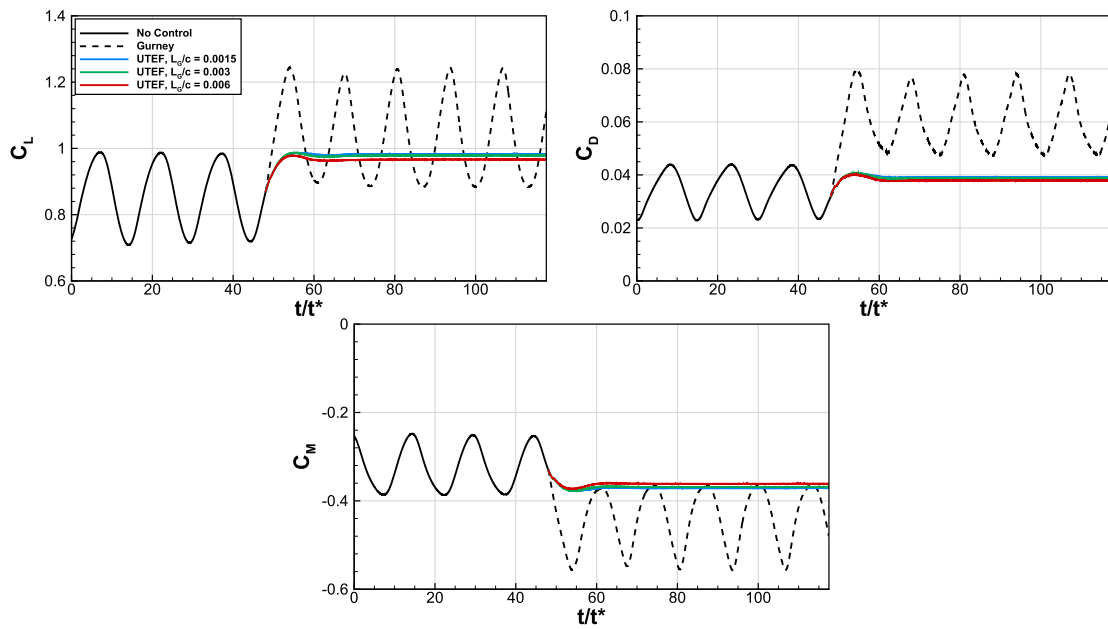 1.4
1.2
1
0.8
0.6
C_L
No Control
Gurney
UTEF, L_G/c = 0.0015
UTEF, L_G/c = 0.003
UTEF, L_G/c = 0.006
0 20 40 60 80 100
t/t*
0.1
0.08
0.06
0.04
0.02
0
C_D
0 20 40 60 80 100
t/t*
0
-0.2
-0.4
-0.6
C_M
0 20 40 60 80 100
t/t*